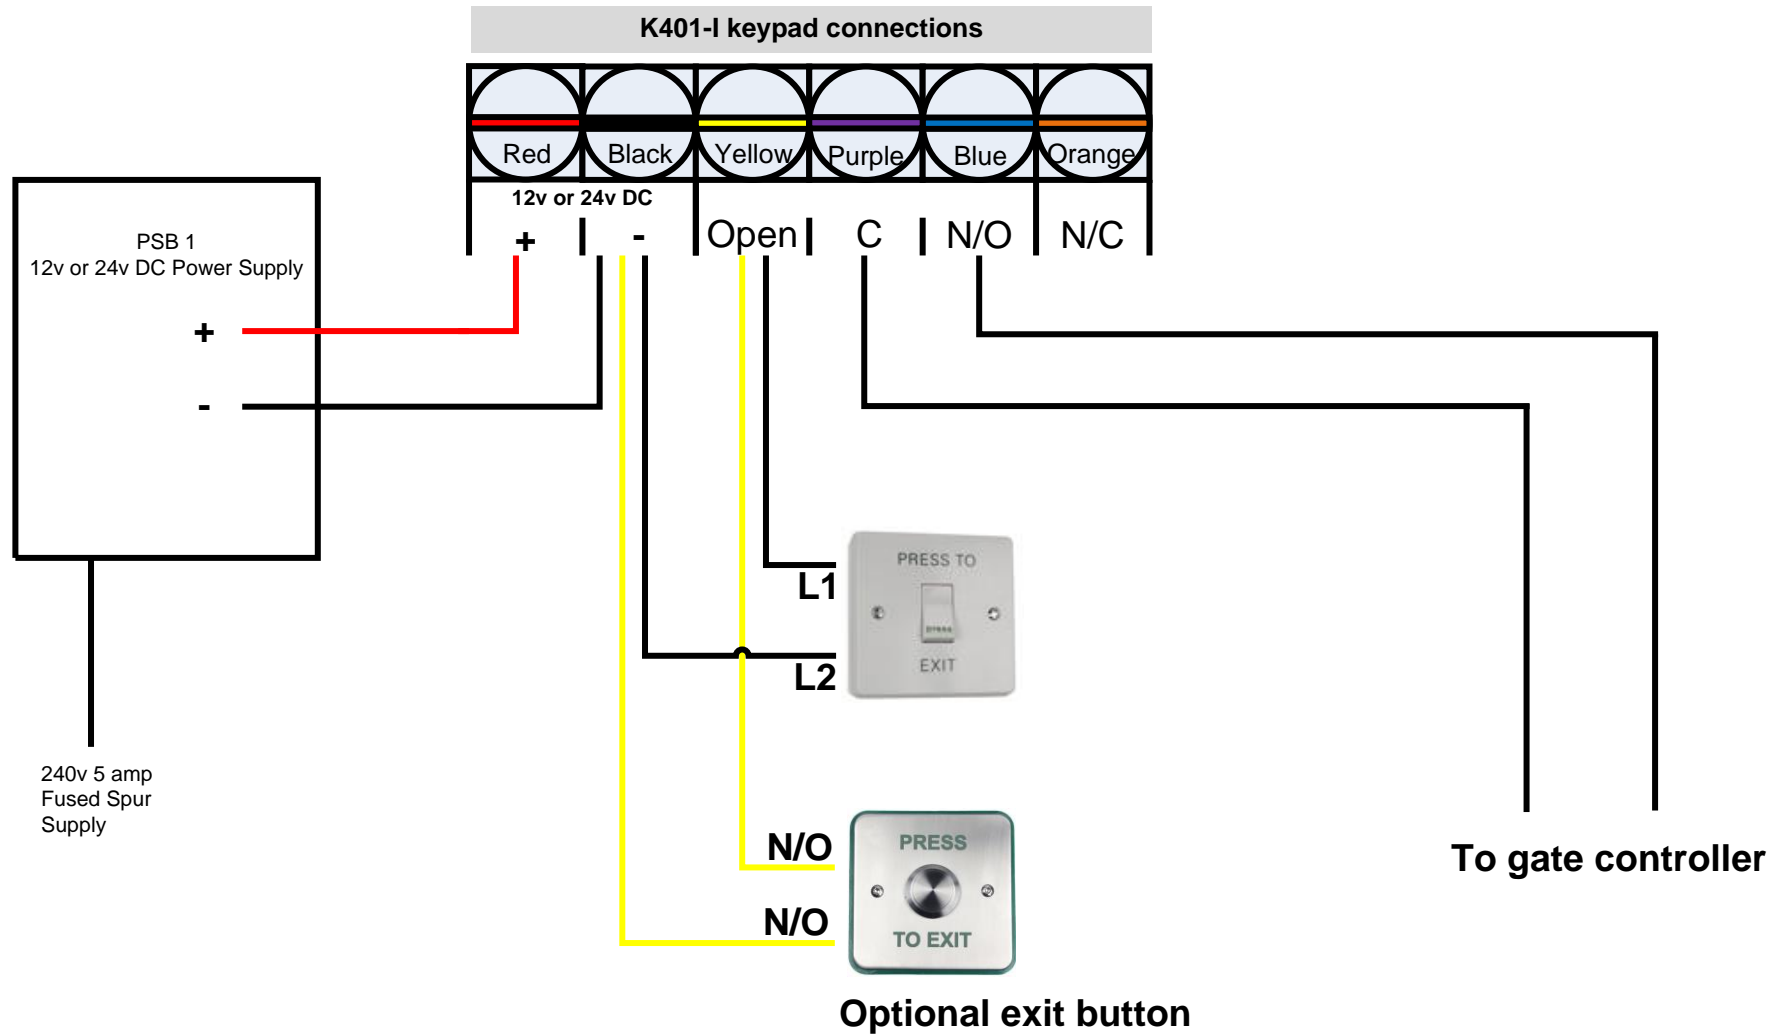 K401-I keypad connections
Red Black Yellow Purple Blue Orange
12v or 24v DC
+ - Open C N/O N/C
PSB 1
12v or 24v DC Power Supply
+
-
PRESS TO
press
EXIT
L1
L2
240v 5 amp
Fused Spur
Supply
N/O
N/O
PRESS
TO EXIT
To gate controller
Optional exit button